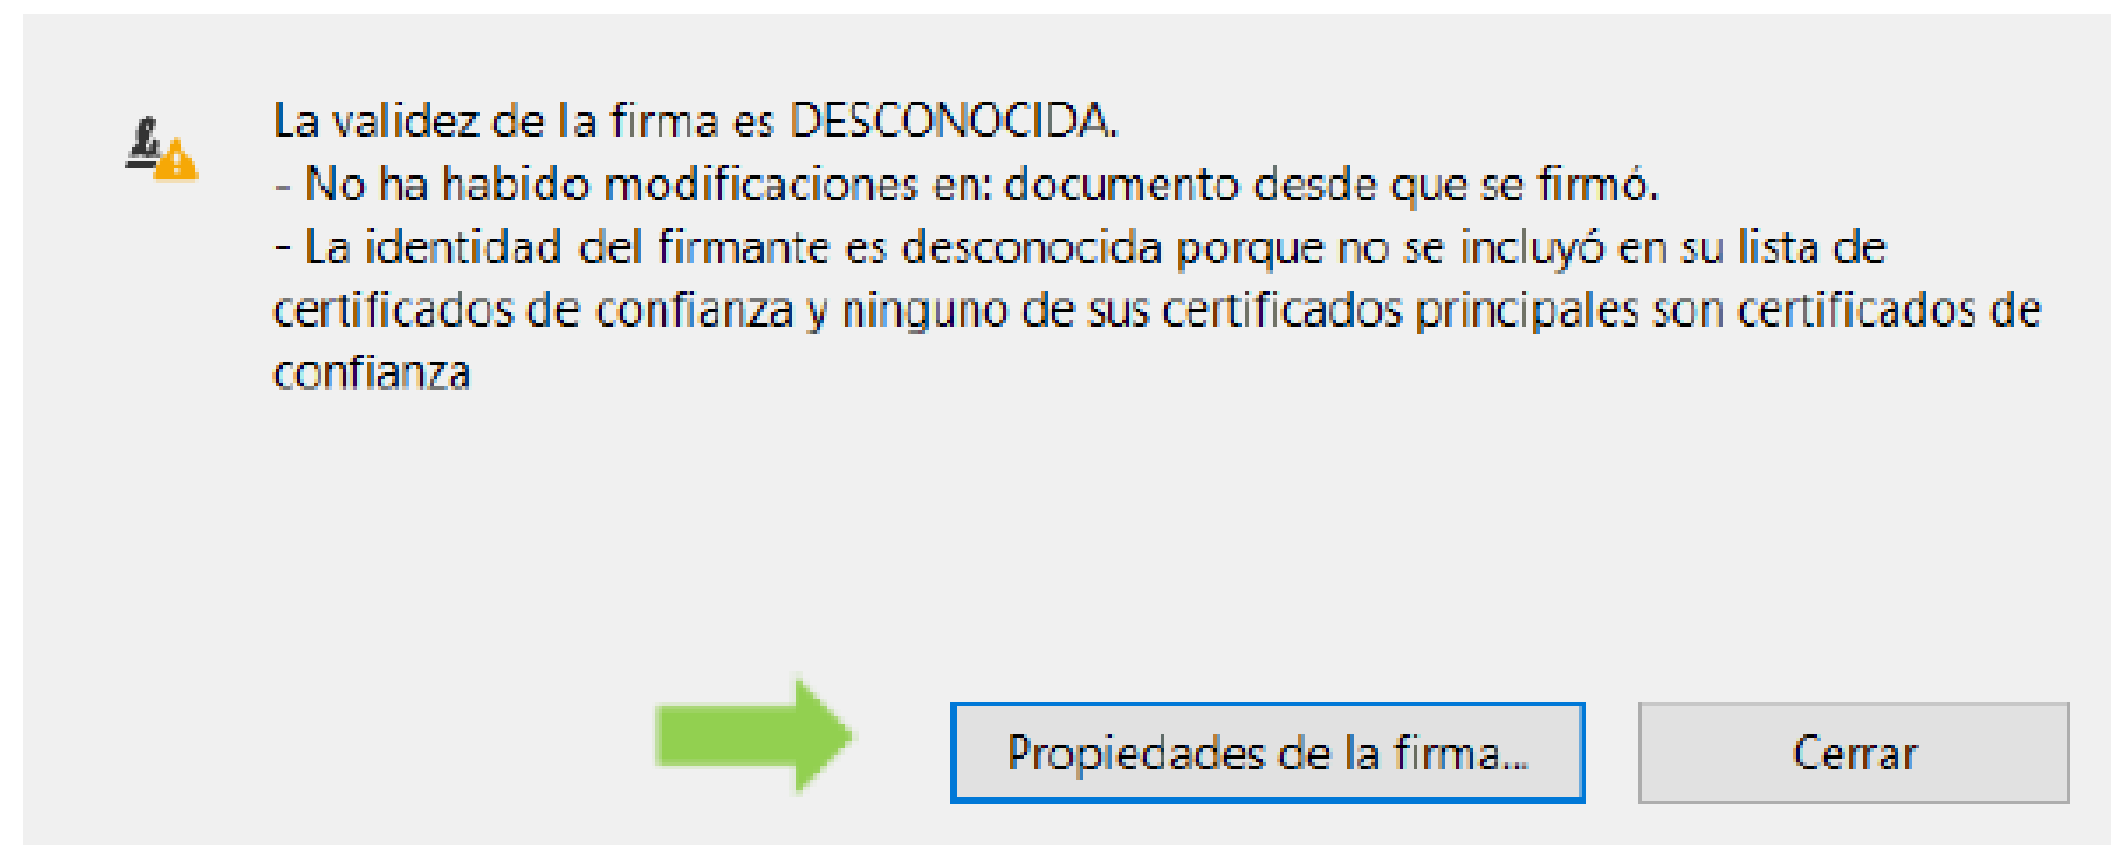 La validez de la firma es DESCONOCIDA.
- No ha habido modificaciones en: documento desde que se firmó.
- La identidad del firmante es desconocida porque no se incluyó en su lista de
certificados de confianza y ninguno de sus certificados principales son certificados de
confianza
Propiedades de la firma...
Cerrar